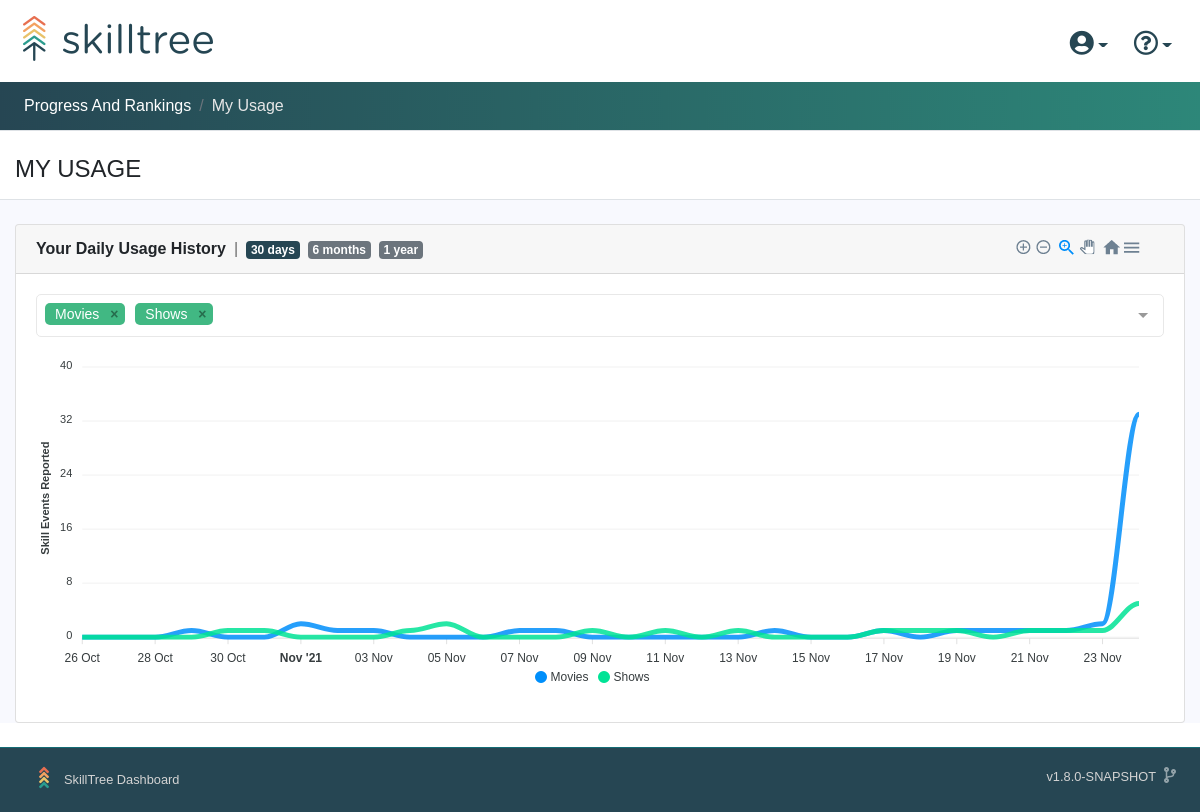 skilltree
Progress And Rankings / My Usage
MY USAGE
Your Daily Usage History | 30 days 6 months 1 year
Movies × Shows ×
40
32
24
16
8
0
Skill Events Reported
26 Oct 28 Oct 30 Oct Nov '21 03 Nov 05 Nov 07 Nov 09 Nov 11 Nov 13 Nov 15 Nov 17 Nov 19 Nov 21 Nov 23 Nov
Movies Shows
SkillTree Dashboard v1.8.0-SNAPSHOT